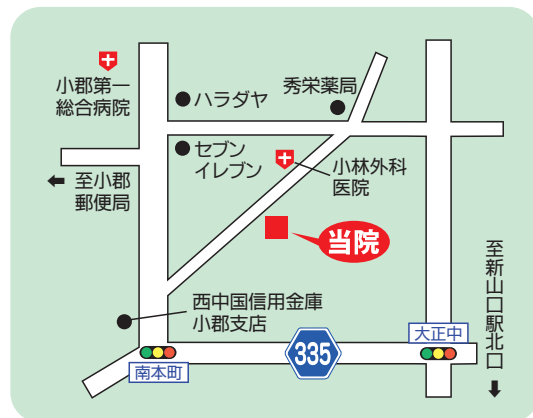 小郡第一
総合病院
ハラダヤ
秀栄薬局
セブン
イレブン
小林外科
医院
至小郡
郵便局
当院
至新山口駅北口
西中国信用金庫
小郡支店
335
大正中
南本町